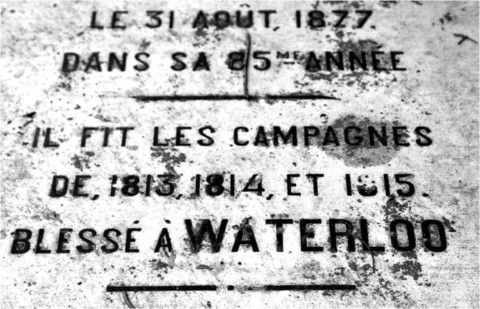 LE 31 AOUT, 1877.
DANS SA 85ME ANNÉE.
IL FIT LES CAMPAGNES
DE, 1813, 1814, ET 1815.
BLESSÉ À WATERLOO